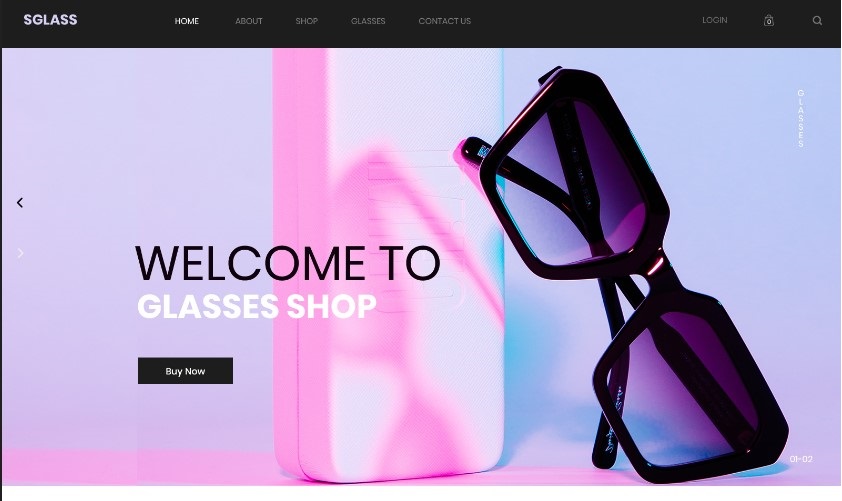 SGLASS
HOME ABOUT SHOP GLASSES CONTACT US
LOGIN
0
GLASSES
WELCOME TO
GLASSES SHOP
Buy Now
01-02